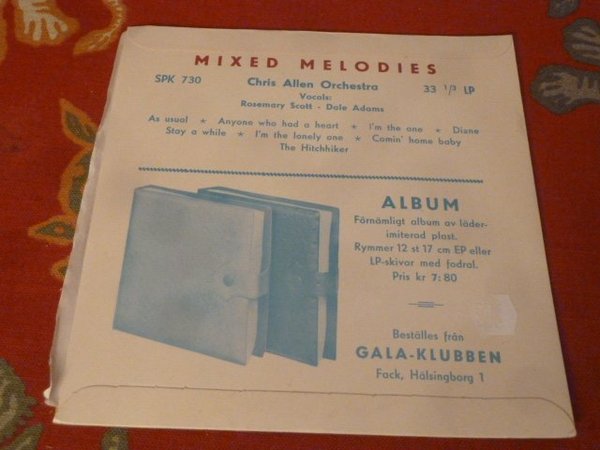 MIXED MELODIES
SPK 730 Chris Allen Orchestra 33 1/3 LP
Vocals:
Rosemary Scott - Dale Adams
As usual ★ Anyone who had a heart ★ I'm the one ★ Diane
Stay a while ★ I'm the lonely one ★ Comin' home baby
The Hitchhiker
ALBUM
Förnämligt album av läder-
imiterad plast.
Rymmer 12 st 17 cm EP eller
LP-skivor med fodral.
Pris kr 7:80
Beställes från
GALA-KLUBBEN
Fack, Hälsingborg 1